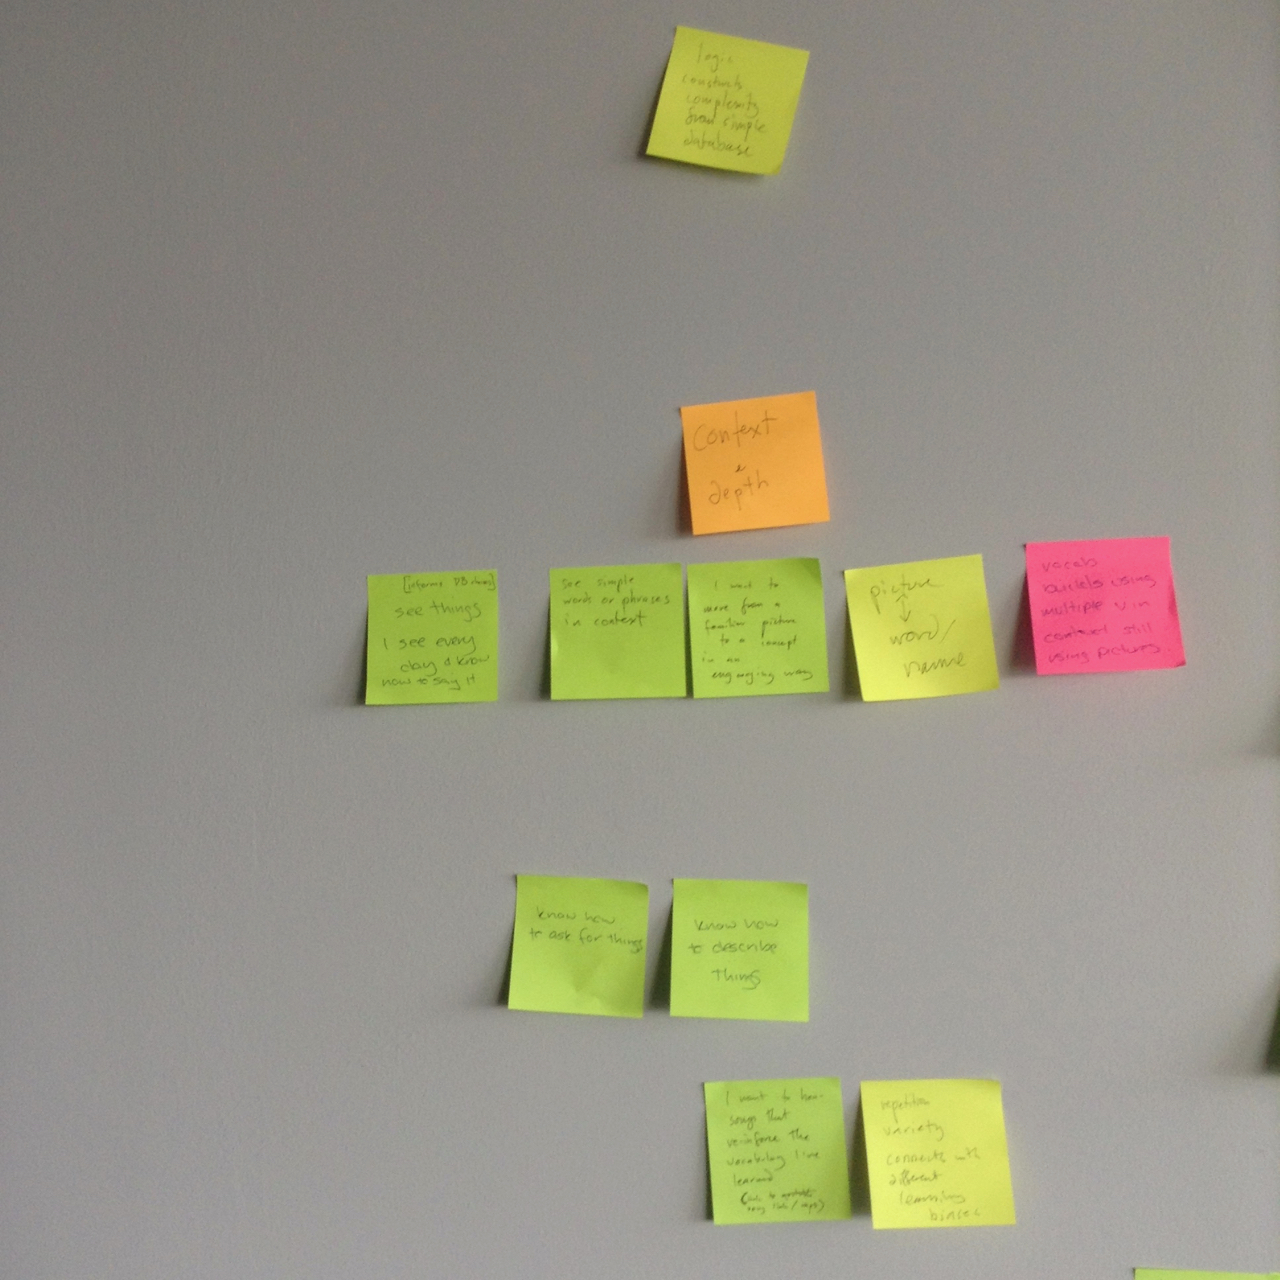 logic
constructs
complexity
from simple
database
Context
&
depth
[informs DB
see things
I see every
day & know
how to say it
see simple
words or phrases
in context
I want to
move from a
familiar picture
to a concept
in an
engaging way
picture
↕
word/
name
vocab
builds using
multiple v in
context still
using pictures.
know how
to ask for things
know how
to describe
things
I want to hear
songs that
re-inforce the
vocabulary I've
learned
repetition
variety
connects with
different
learning